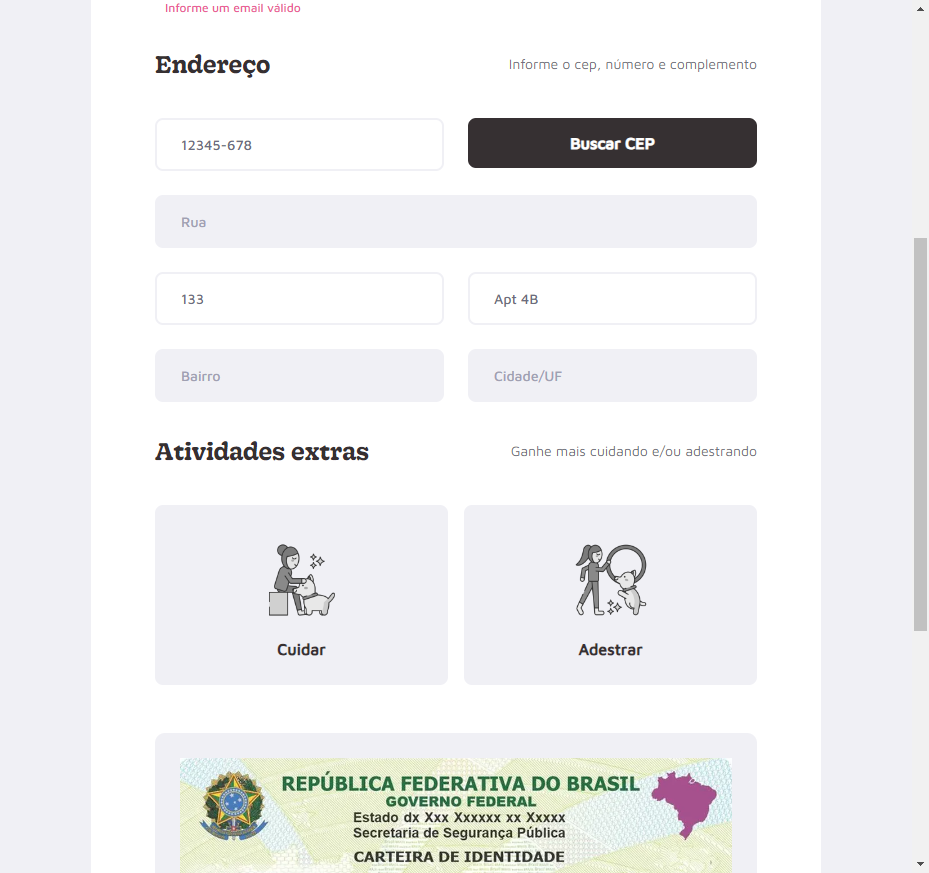 Informe um email válido
Endereço
Informe o cep, número e complemento
12345-678
Buscar CEP
Rua
133
Apt 4B
Bairro
Cidade/UF
Atividades extras
Ganhe mais cuidando e/ou adestrando
Cuidar
Adestrar
REPÚBLICA FEDERATIVA DO BRASIL
GOVERNO FEDERAL
Estado dx Xxx Xxxxxx xx Xxxxx
Secretaria de Segurança Pública
CARTEIRA DE IDENTIDADE